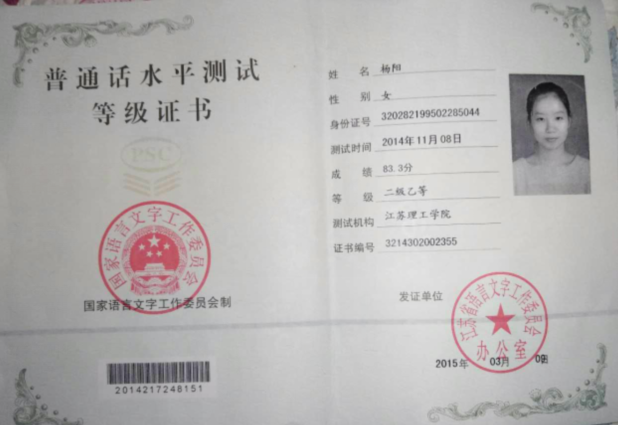 普通话水平测试
等级证书
PSC
国家语言文字工作委员会
国家语言文字工作委员会制
2014217248151
姓 名 杨阳
性 别 女
身份证号 320282199502285044
测试时间 2014年11月08日
成 绩 83.3分
等 级 二级乙等
测试机构 江苏理工学院
证书编号 3214302002355
发证单位
江苏省语言文字工作委员会
办公室
2015年 03月 09日